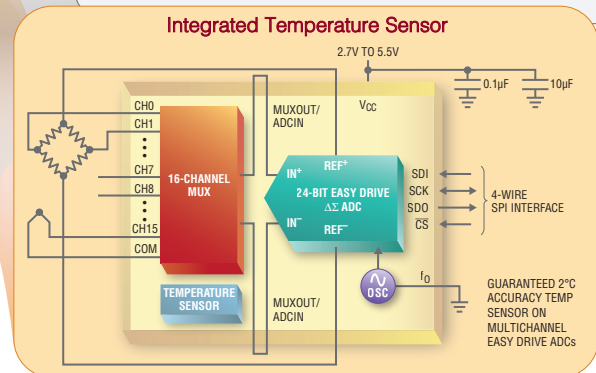 Integrated Temperature Sensor
2.7V TO 5.5V
0.1µF
10µF
CH0
CH1
CH7
CH8
CH15
COM
16-CHANNEL
MUX
TEMPERATURE
SENSOR
MUXOUT/
ADCIN
VCC
REF+
IN+
24-BIT EASY DRIVE
ΔΣ ADC
IN–
REF–
MUXOUT/
ADCIN
SDI
SCK
SDO
C̅S̅
4-WIRE
SPI INTERFACE
OSC
fO
GUARANTEED 2°C
ACCURACY TEMP
SENSOR ON
MULTICHANNEL
EASY DRIVE ADCs